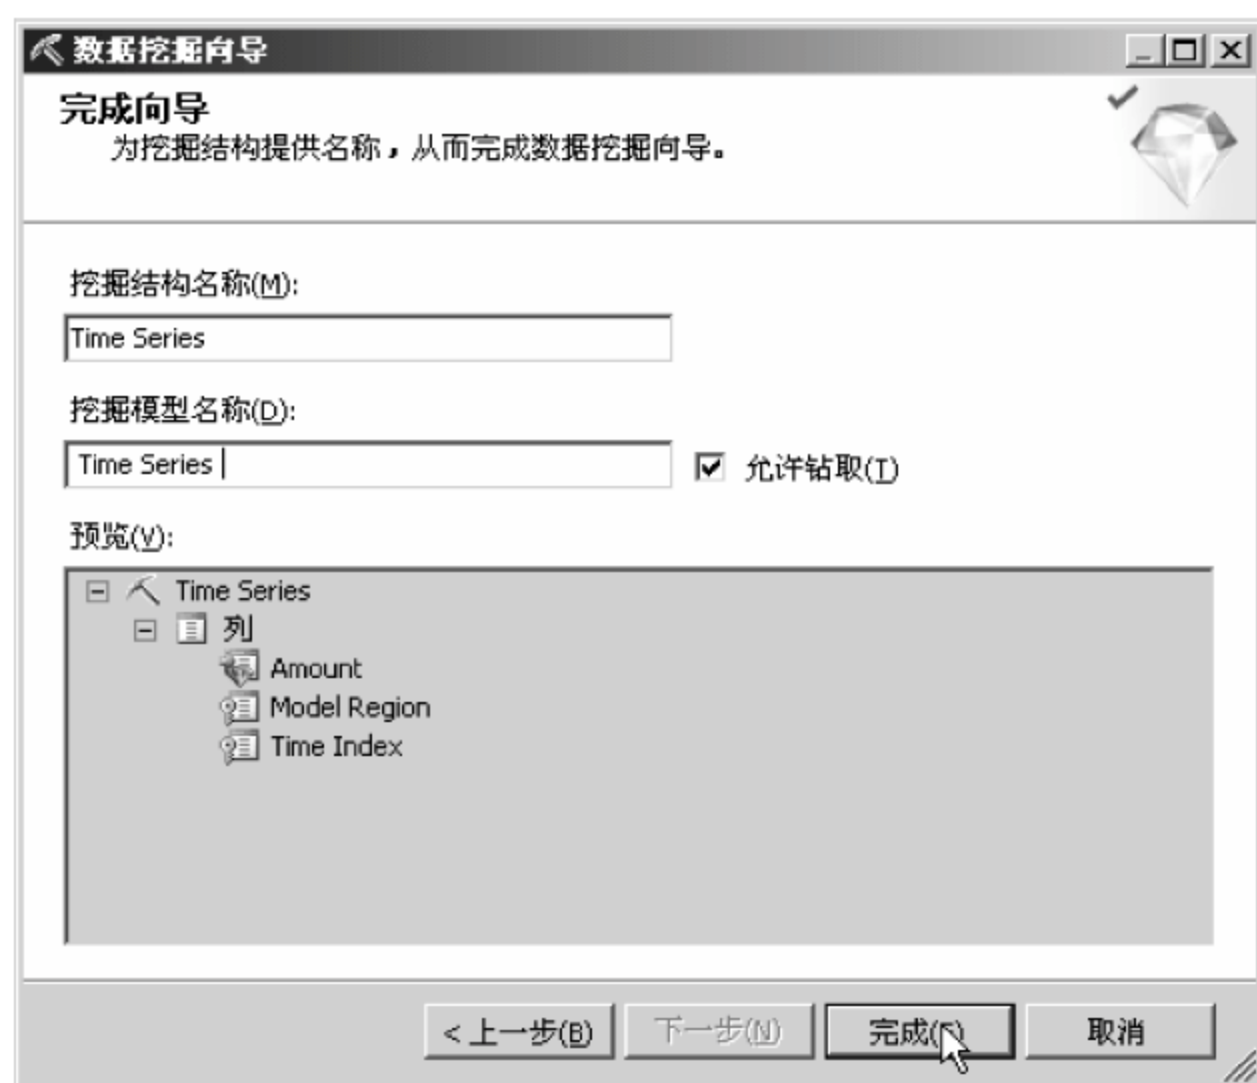 数据挖掘向导
完成向导
为挖掘结构提供名称，从而完成数据挖掘向导。
挖掘结构名称(M):
Time Series
挖掘模型名称(D):
Time Series
允许钻取(T)
预览(V):
Time Series
列
Amount
Model Region
Time Index
<上一步(B) 下一步(N) 完成(F) 取消